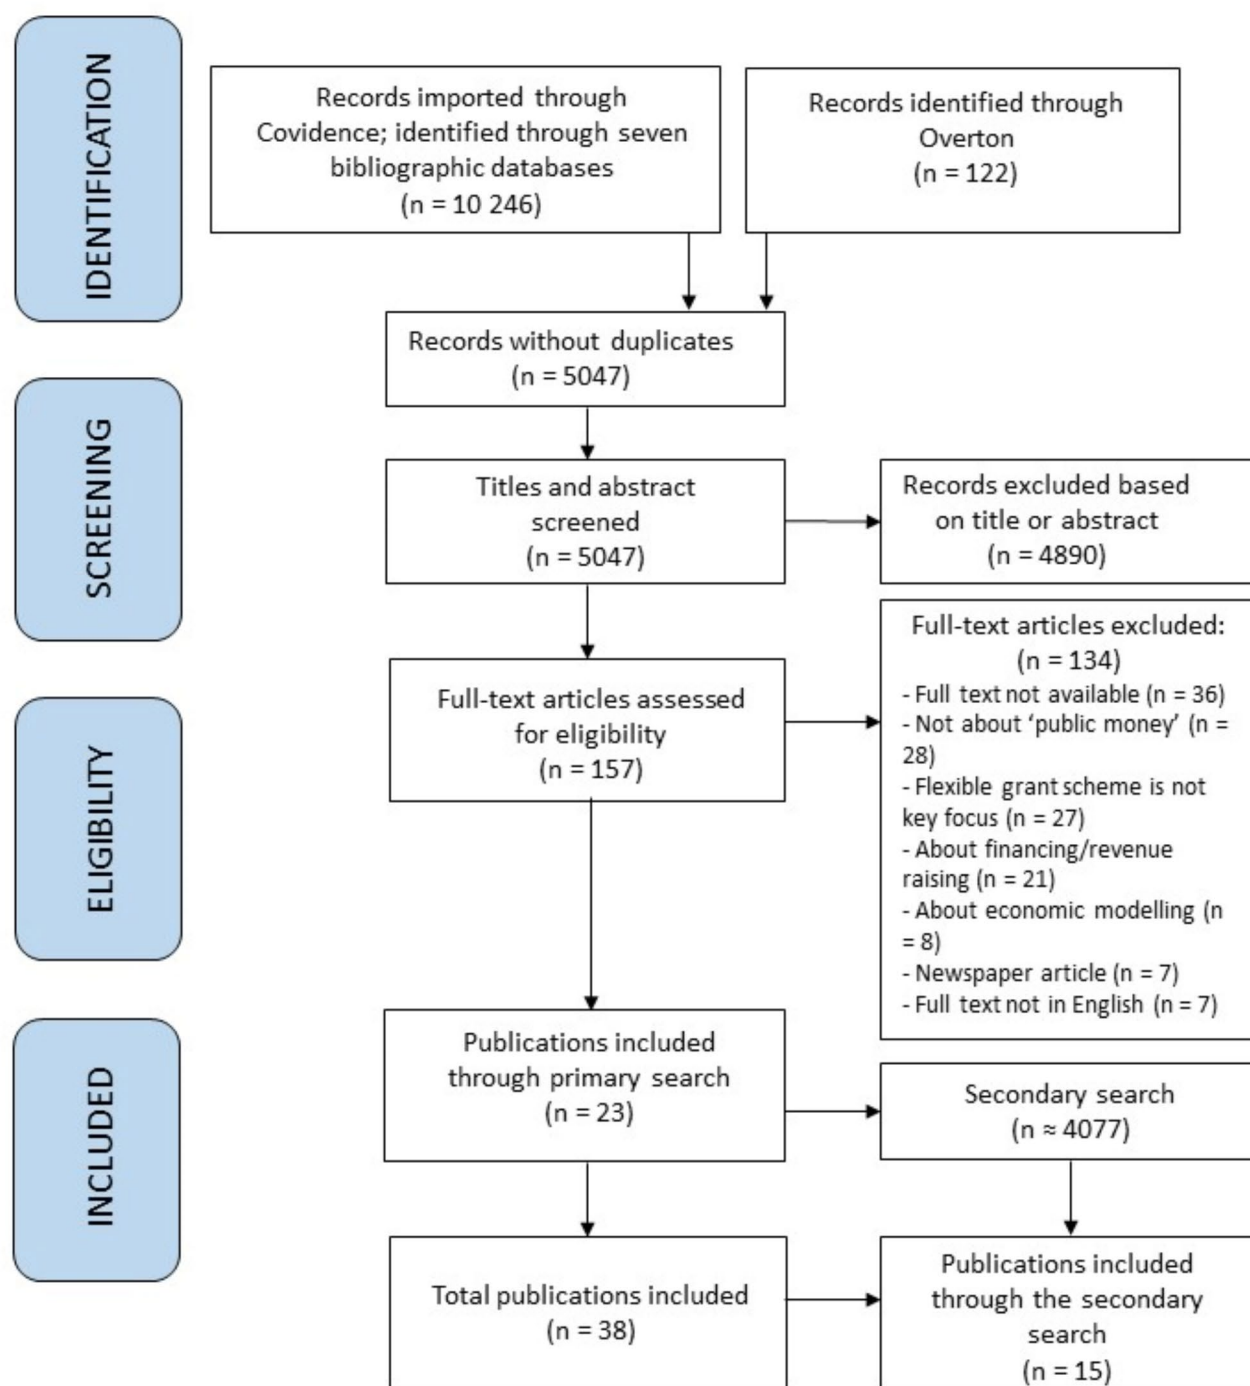 IDENTIFICATION
Records imported through
Covidence; identified through seven
bibliographic databases
(n = 10 246)
Records identified through
Overton
(n = 122)
Records without duplicates
(n = 5047)
SCREENING
Titles and abstract
screened
(n = 5047)
Records excluded based
on title or abstract
(n = 4890)
ELIGIBILITY
Full-text articles assessed
for eligibility
(n = 157)
Full-text articles excluded:
(n = 134)
- Full text not available (n = 36)
- Not about ‘public money’ (n =
28)
- Flexible grant scheme is not
key focus (n = 27)
- About financing/revenue
raising (n = 21)
- About economic modelling (n
= 8)
- Newspaper article (n = 7)
- Full text not in English (n = 7)
INCLUDED
Publications included
through primary search
(n = 23)
Secondary search
(n ≈ 4077)
Total publications included
(n = 38)
Publications included
through the secondary
search
(n = 15)